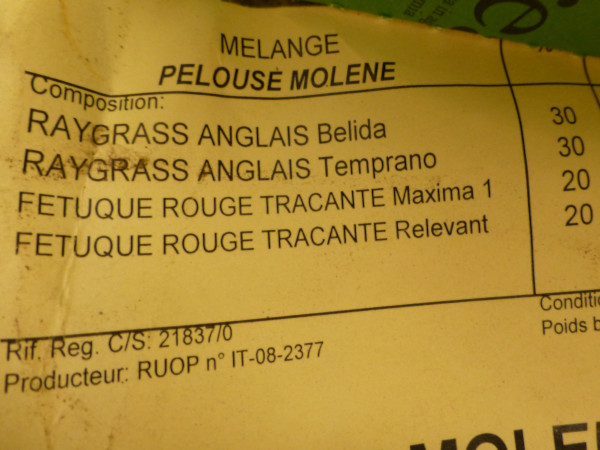 MELANGE
PELOUSE MOLENE %
Composition:
RAYGRASS ANGLAIS Belida 30
RAYGRASS ANGLAIS Temprano 30
FETUQUE ROUGE TRACANTE Maxima 1 20
FETUQUE ROUGE TRACANTE Relevant 20
Rif. Reg. C/S: 21837/0
Producteur: RUOP n° IT-08-2377
Conditi
Poids b
MOLE